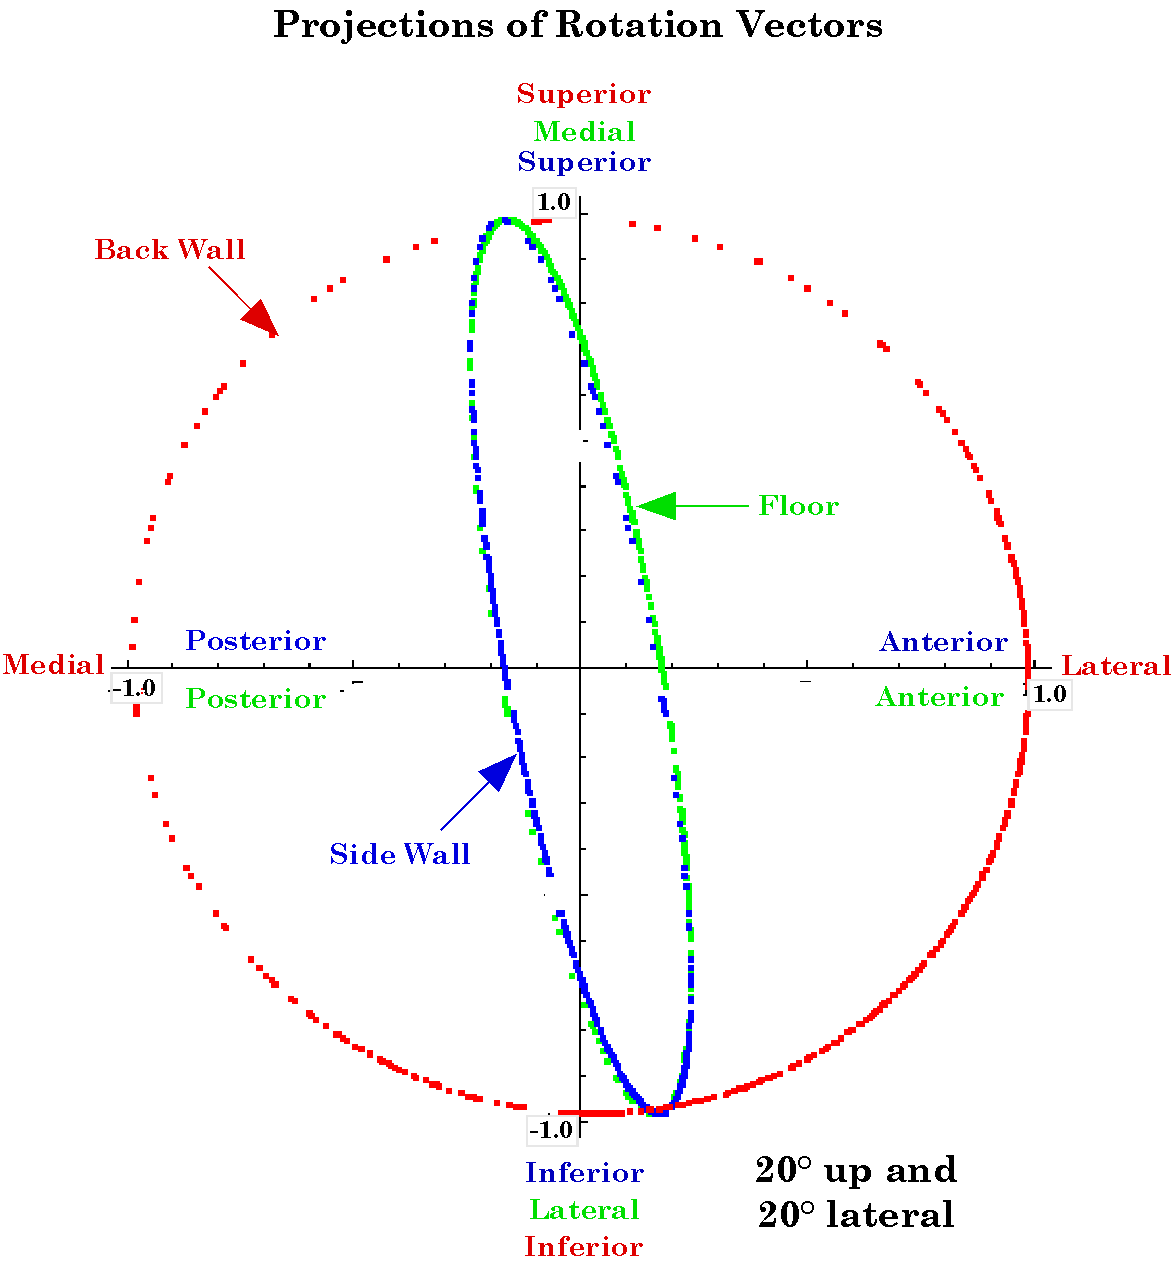 Projections of Rotation Vectors
Superior
Medial
Superior
1.0
Back Wall
Floor
Posterior
Anterior
Medial
Lateral
-1.0
1.0
Posterior
Anterior
Side Wall
-1.0
Inferior
Lateral
Inferior
20° up and
20° lateral